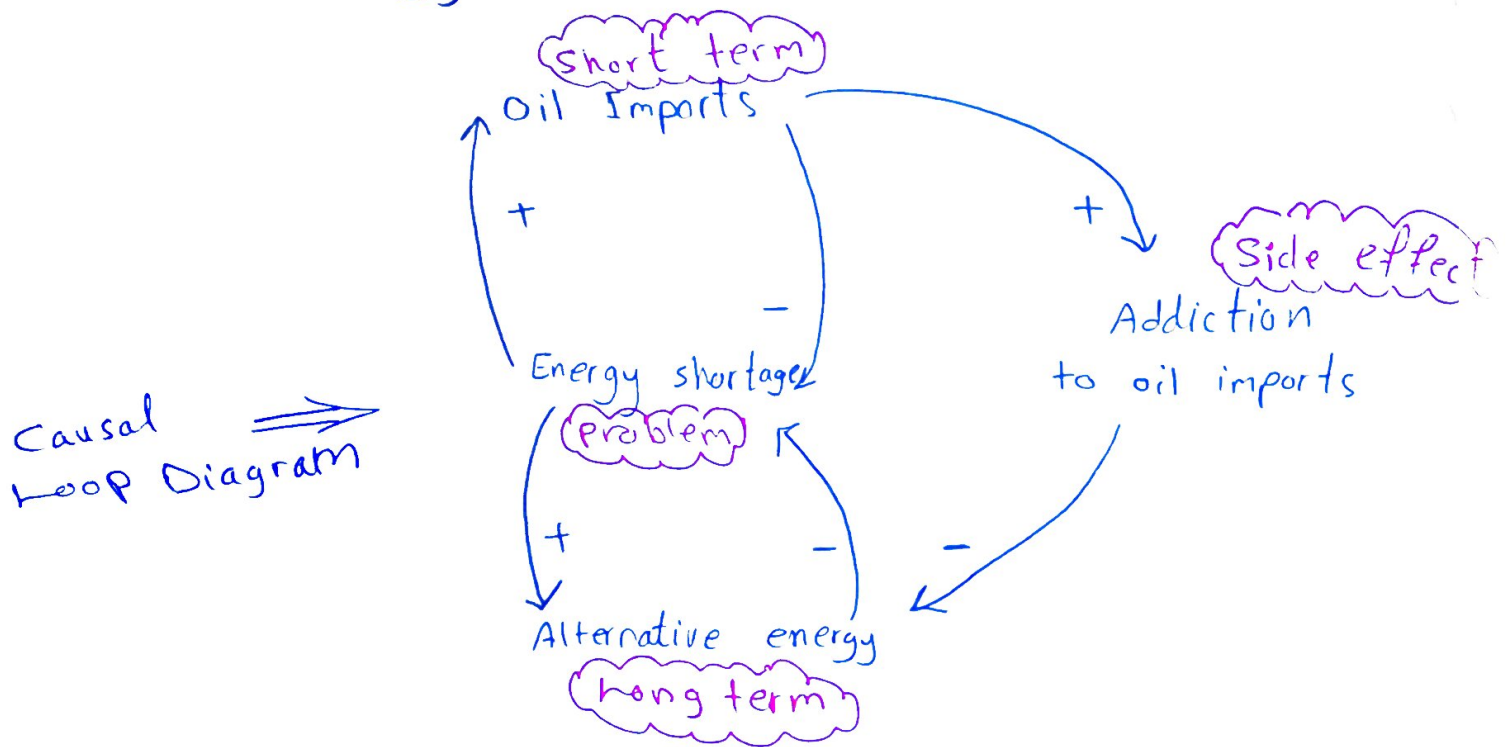 Short term
Oil Imports
+
+
Side effect
-
Addiction
to oil imports
Energy shortage
Problem
Causal
Loop Diagram
+
-
-
Alternative energy
Long term